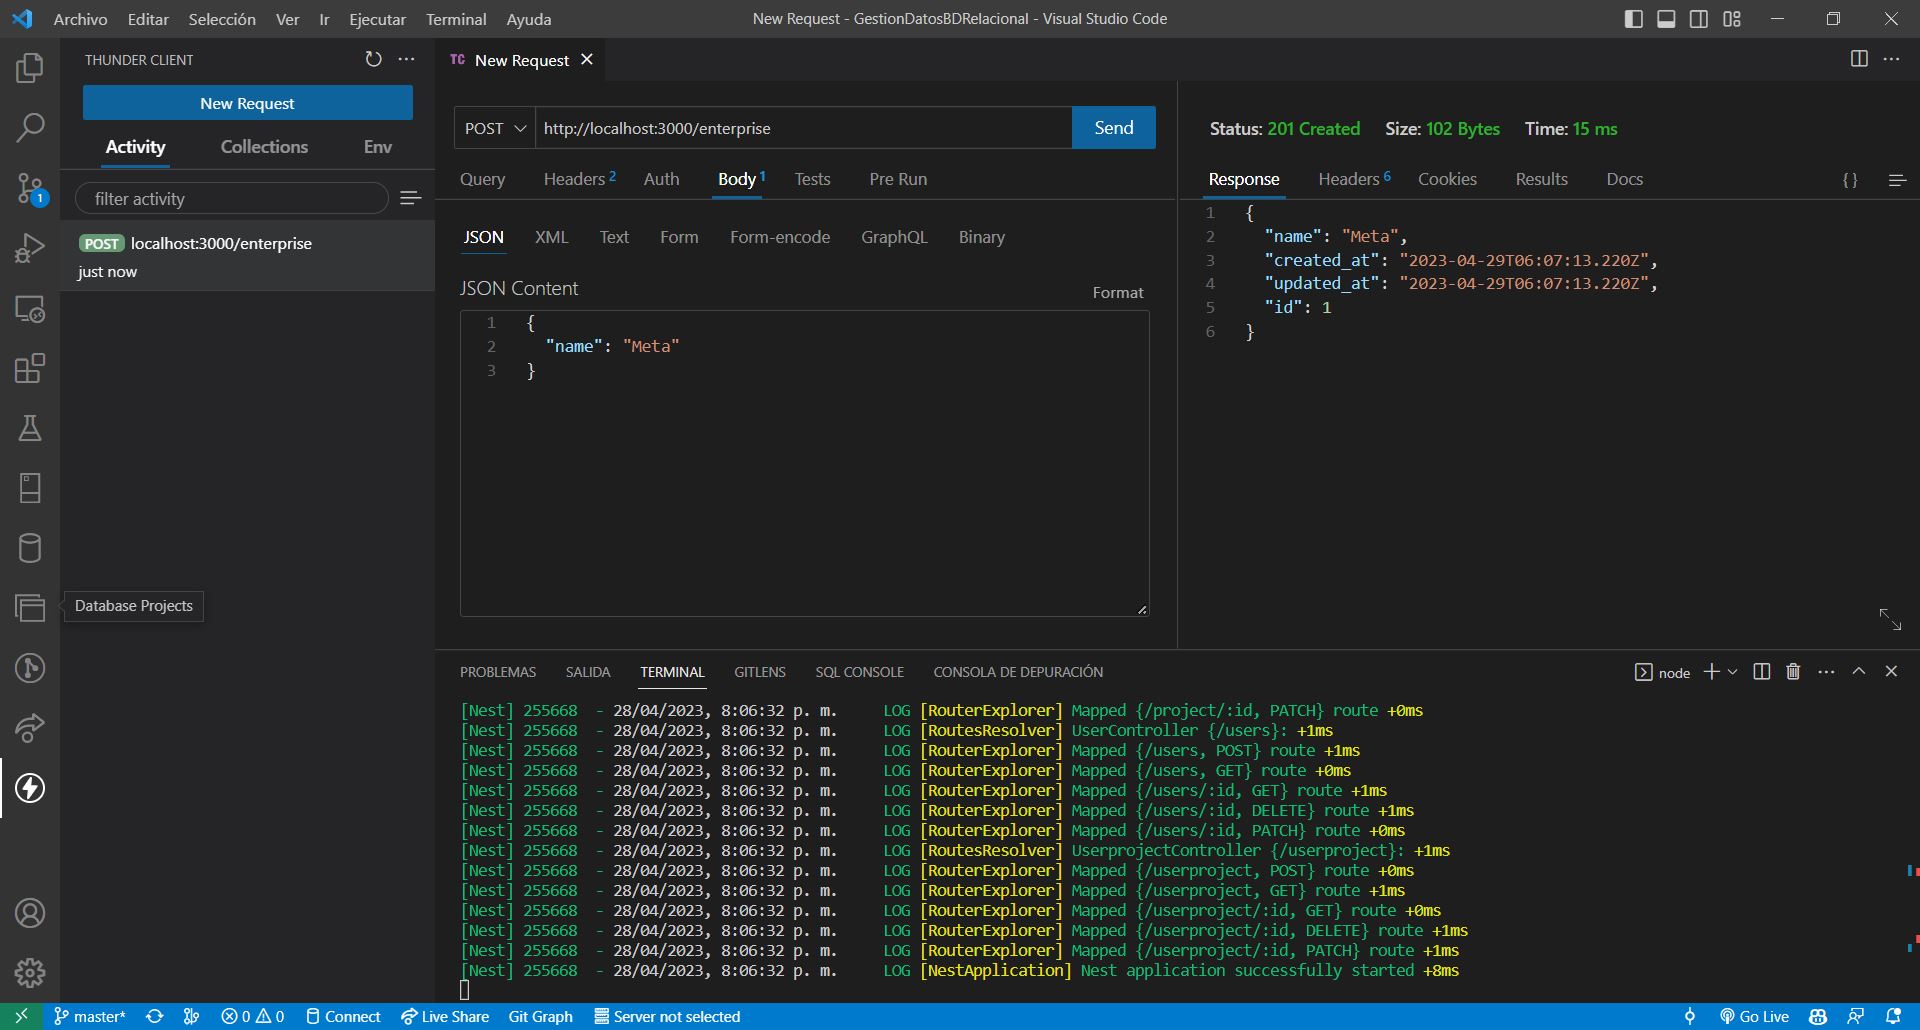 Archivo Editar Selección Ver Ir Ejecutar Terminal Ayuda
New Request - GestionDatosBDRelacional - Visual Studio Code
THUNDER CLIENT
New Request
Activity Collections Env
filter activity
POST localhost:3000/enterprise
just now
Database Projects
TC New Request
POST http://localhost:3000/enterprise Send
Query Headers 2 Auth Body 1 Tests Pre Run
JSON XML Text Form Form-encode GraphQL Binary
JSON Content Format
1 {
2 "name": "Meta"
3 }
Status: 201 Created Size: 102 Bytes Time: 15 ms
Response Headers 6 Cookies Results Docs { }
1 {
2 "name": "Meta",
3 "created_at": "2023-04-29T06:07:13.220Z",
4 "updated_at": "2023-04-29T06:07:13.220Z",
5 "id": 1
6 }
PROBLEMAS SALIDA TERMINAL GITLENS SQL CONSOLE CONSOLA DE DEPURACIÓN node
[Nest] 255668 - 28/04/2023, 8:06:32 p. m. LOG [RouterExplorer] Mapped {/project/:id, PATCH} route +0ms
[Nest] 255668 - 28/04/2023, 8:06:32 p. m. LOG [RoutesResolver] UserController {/users}: +1ms
[Nest] 255668 - 28/04/2023, 8:06:32 p. m. LOG [RouterExplorer] Mapped {/users, POST} route +1ms
[Nest] 255668 - 28/04/2023, 8:06:32 p. m. LOG [RouterExplorer] Mapped {/users, GET} route +0ms
[Nest] 255668 - 28/04/2023, 8:06:32 p. m. LOG [RouterExplorer] Mapped {/users/:id, GET} route +1ms
[Nest] 255668 - 28/04/2023, 8:06:32 p. m. LOG [RouterExplorer] Mapped {/users/:id, DELETE} route +1ms
[Nest] 255668 - 28/04/2023, 8:06:32 p. m. LOG [RouterExplorer] Mapped {/users/:id, PATCH} route +0ms
[Nest] 255668 - 28/04/2023, 8:06:32 p. m. LOG [RoutesResolver] UserprojectController {/userproject}: +1ms
[Nest] 255668 - 28/04/2023, 8:06:32 p. m. LOG [RouterExplorer] Mapped {/userproject, POST} route +0ms
[Nest] 255668 - 28/04/2023, 8:06:32 p. m. LOG [RouterExplorer] Mapped {/userproject, GET} route +1ms
[Nest] 255668 - 28/04/2023, 8:06:32 p. m. LOG [RouterExplorer] Mapped {/userproject/:id, GET} route +0ms
[Nest] 255668 - 28/04/2023, 8:06:32 p. m. LOG [RouterExplorer] Mapped {/userproject/:id, DELETE} route +1ms
[Nest] 255668 - 28/04/2023, 8:06:32 p. m. LOG [RouterExplorer] Mapped {/userproject/:id, PATCH} route +1ms
[Nest] 255668 - 28/04/2023, 8:06:32 p. m. LOG [NestApplication] Nest application successfully started +8ms
master* 0 0 Connect Live Share Git Graph Server not selected Go Live
1